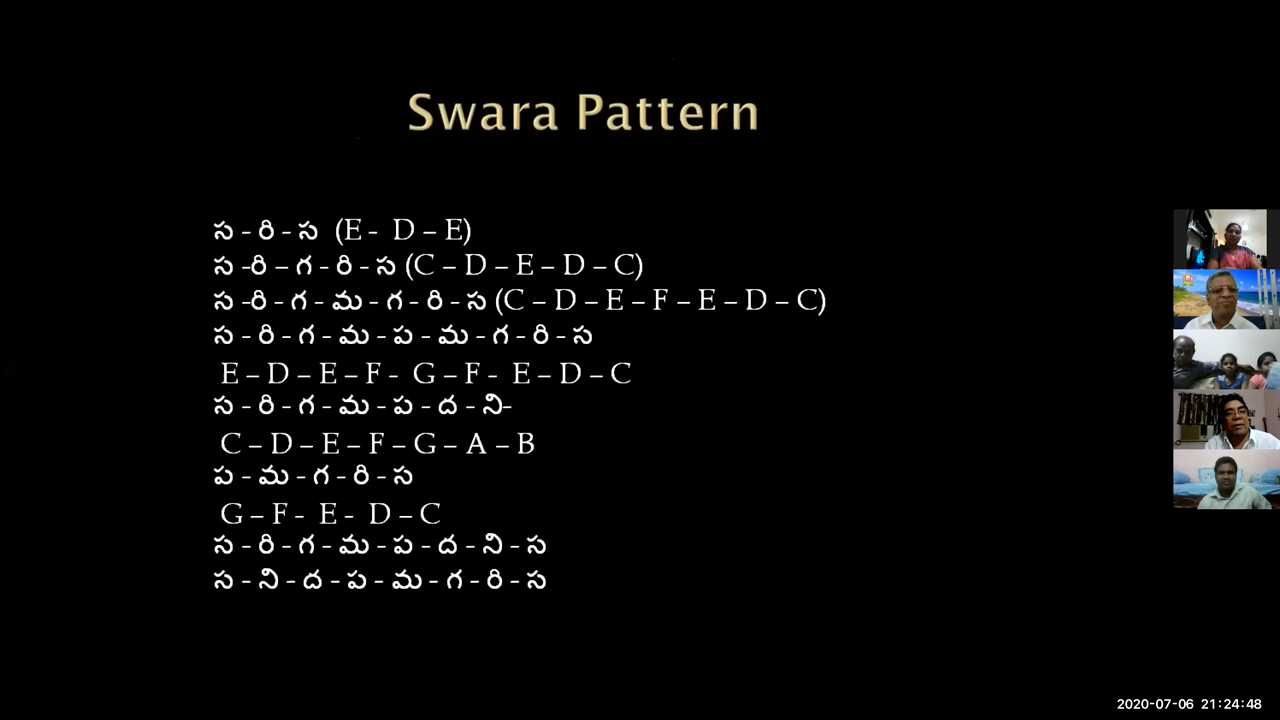 Swara Pattern
స - రి - స (E - D – E)
స -రి – గ - రి - స (C – D – E – D – C)
స -రి - గ - మ - గ - రి - స (C – D – E – F – E – D – C)
స - రి - గ - మ - ప - మ - గ - రి - స
E – D – E – F - G – F - E – D – C
స - రి - గ - మ - ప - ద - ని-
C – D – E – F – G – A – B
ప - మ - గ - రి - స
G – F - E - D – C
స - రి - గ - మ - ప - ద - ని - స
స - ని - ద - ప - మ - గ - రి - స
2020-07-06 21:24:48